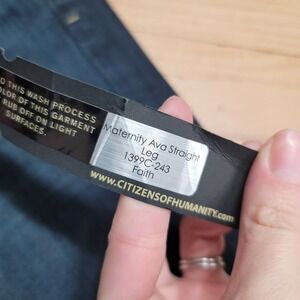 O THIS WASH PROCESS
OLOR OF THIS GARMENT
RUB OFF ON LIGHT
SURFACES.
Maternity Ava Straight
Leg
1399C-243
Faith
WWW.CITIZENSOFHUMANITY.com